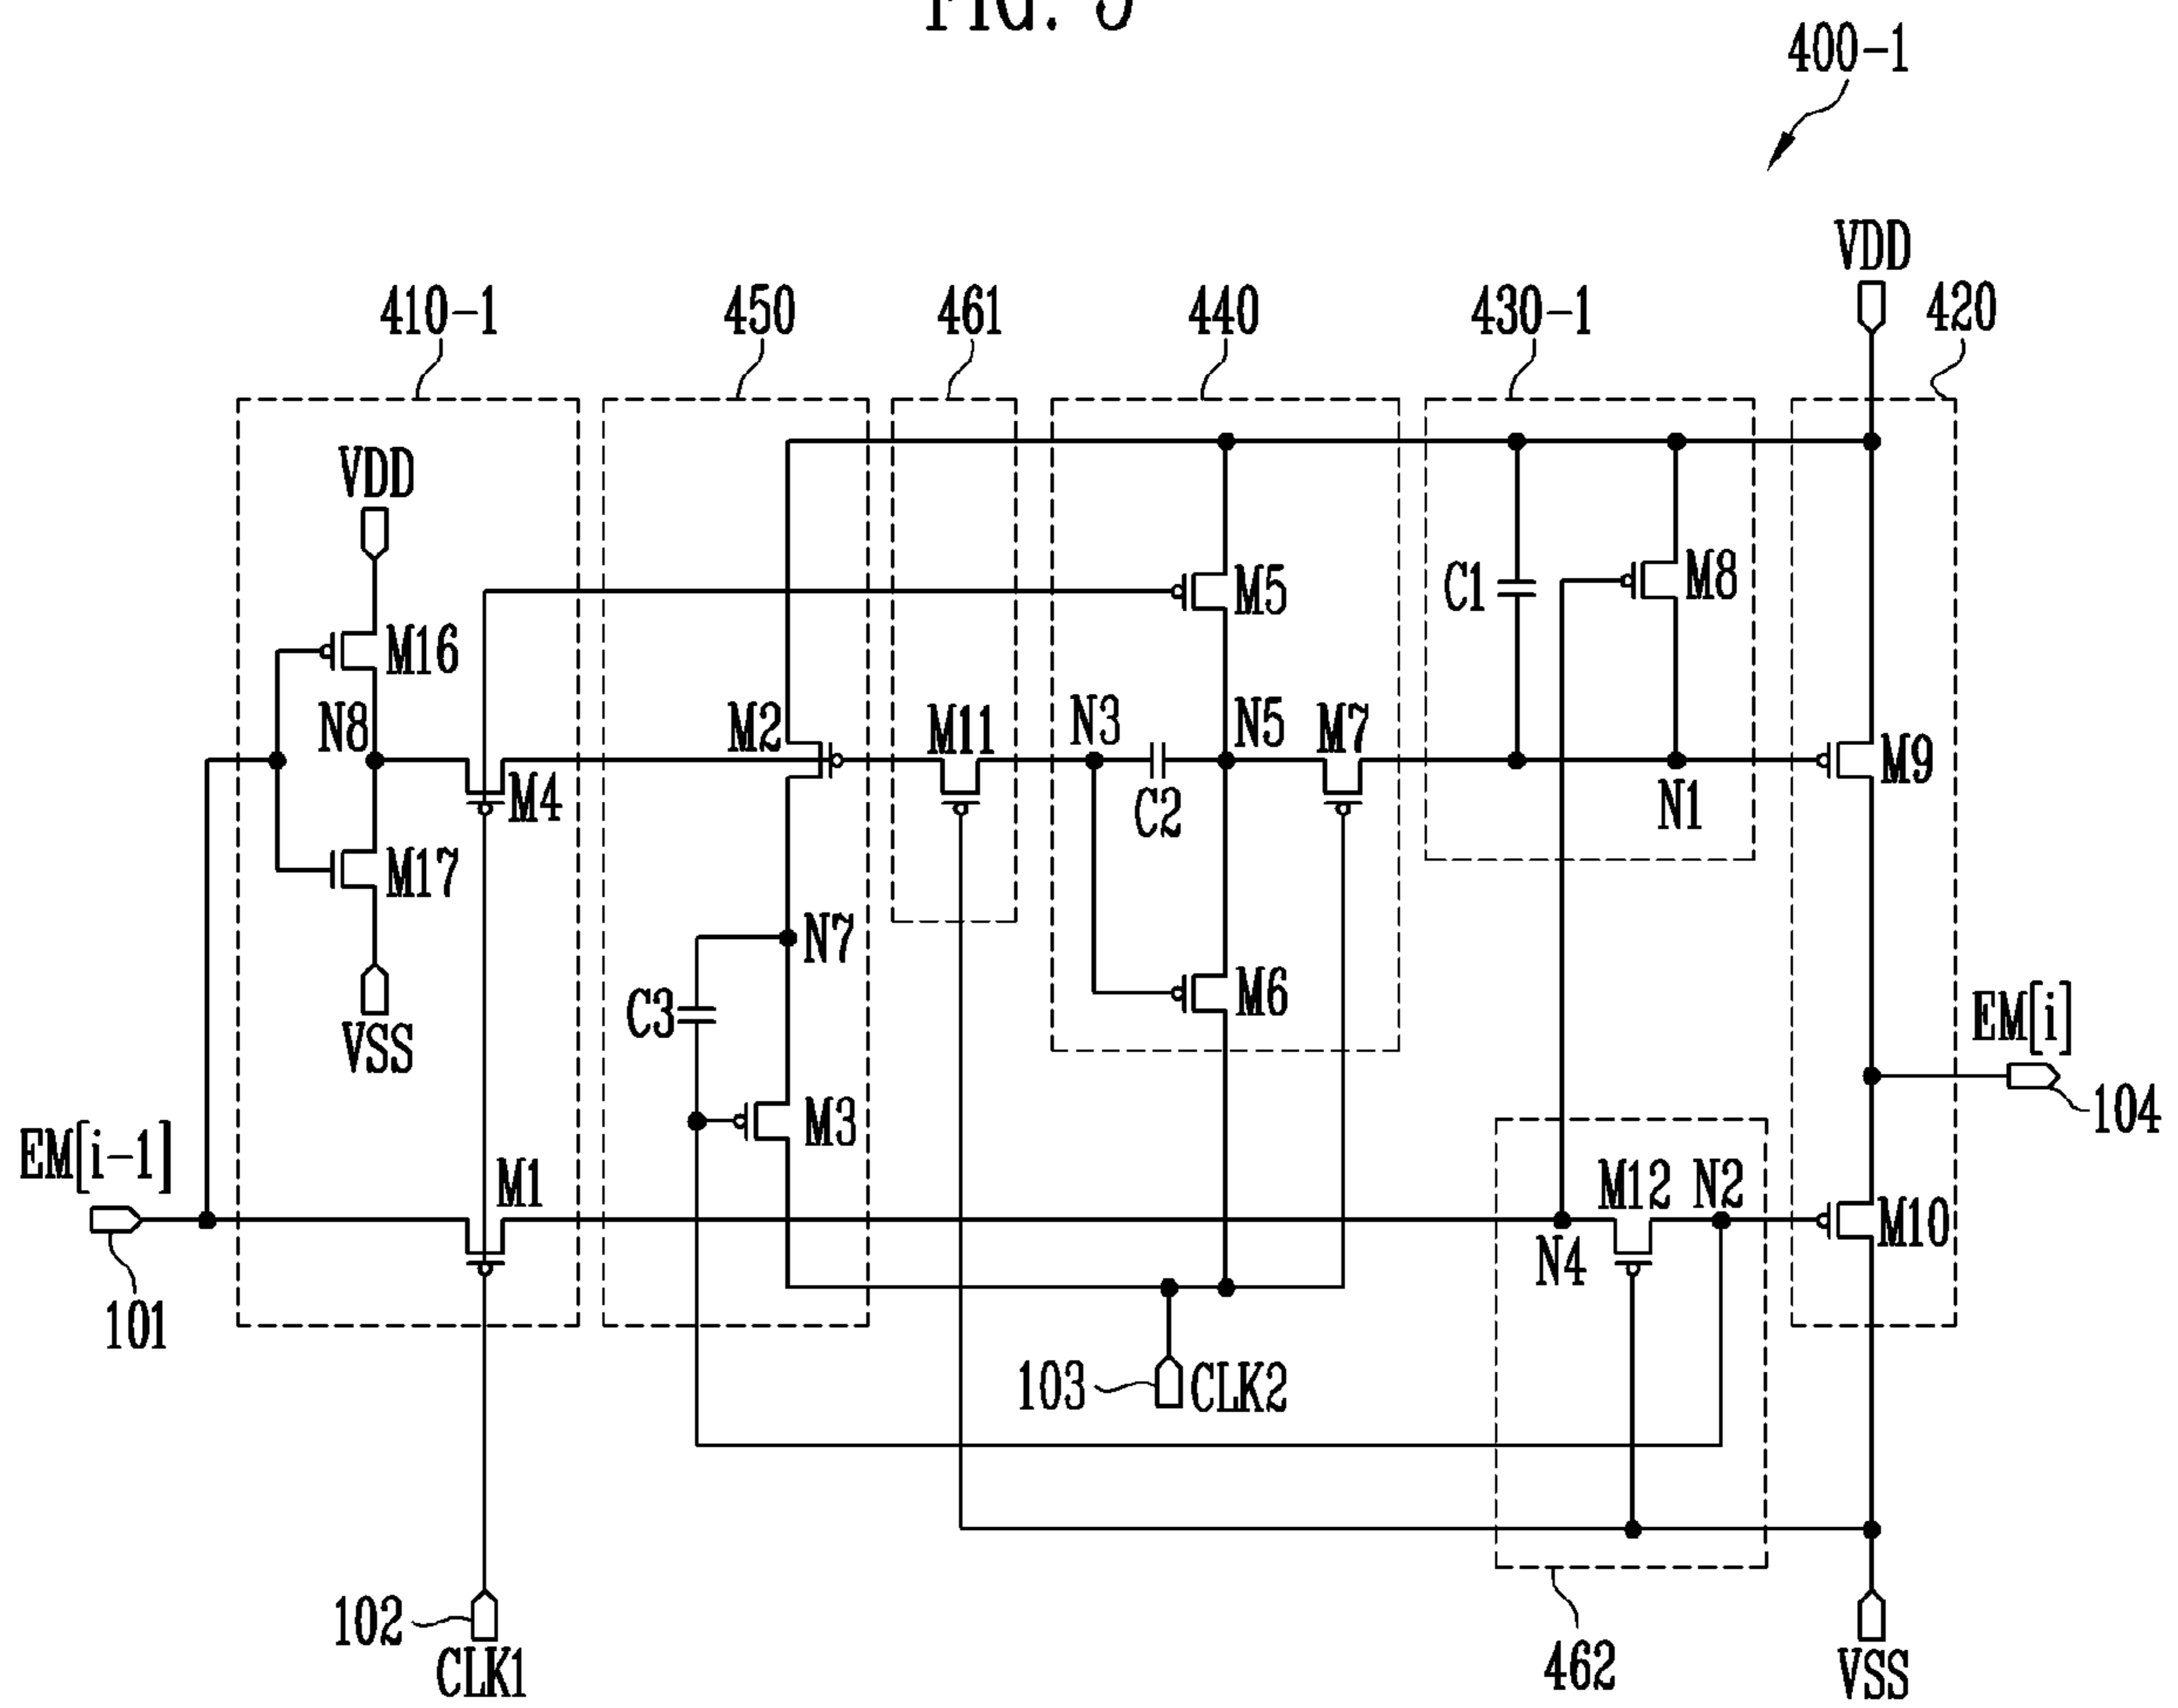 400-1
VDD
410-1
450
461
440
430-1
420
VDD
M5
C1
M8
M16
N8
M2
M11
N3
N5
M7
M4
C2
N1
M9
M17
N7
VSS
C3
M6
EM[i]
M3
104
EM[i-1]
M1
M12
N2
M10
N4
101
103
CLK2
102
CLK1
462
VSS